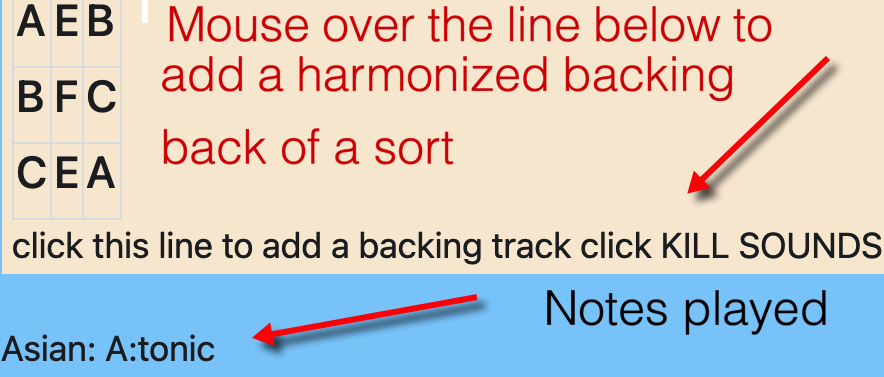 A E B
Mouse over the line below to
add a harmonized backing
B F C
back of a sort
C E A
click this line to add a backing track click KILL SOUNDS
Notes played
Asian: A:tonic